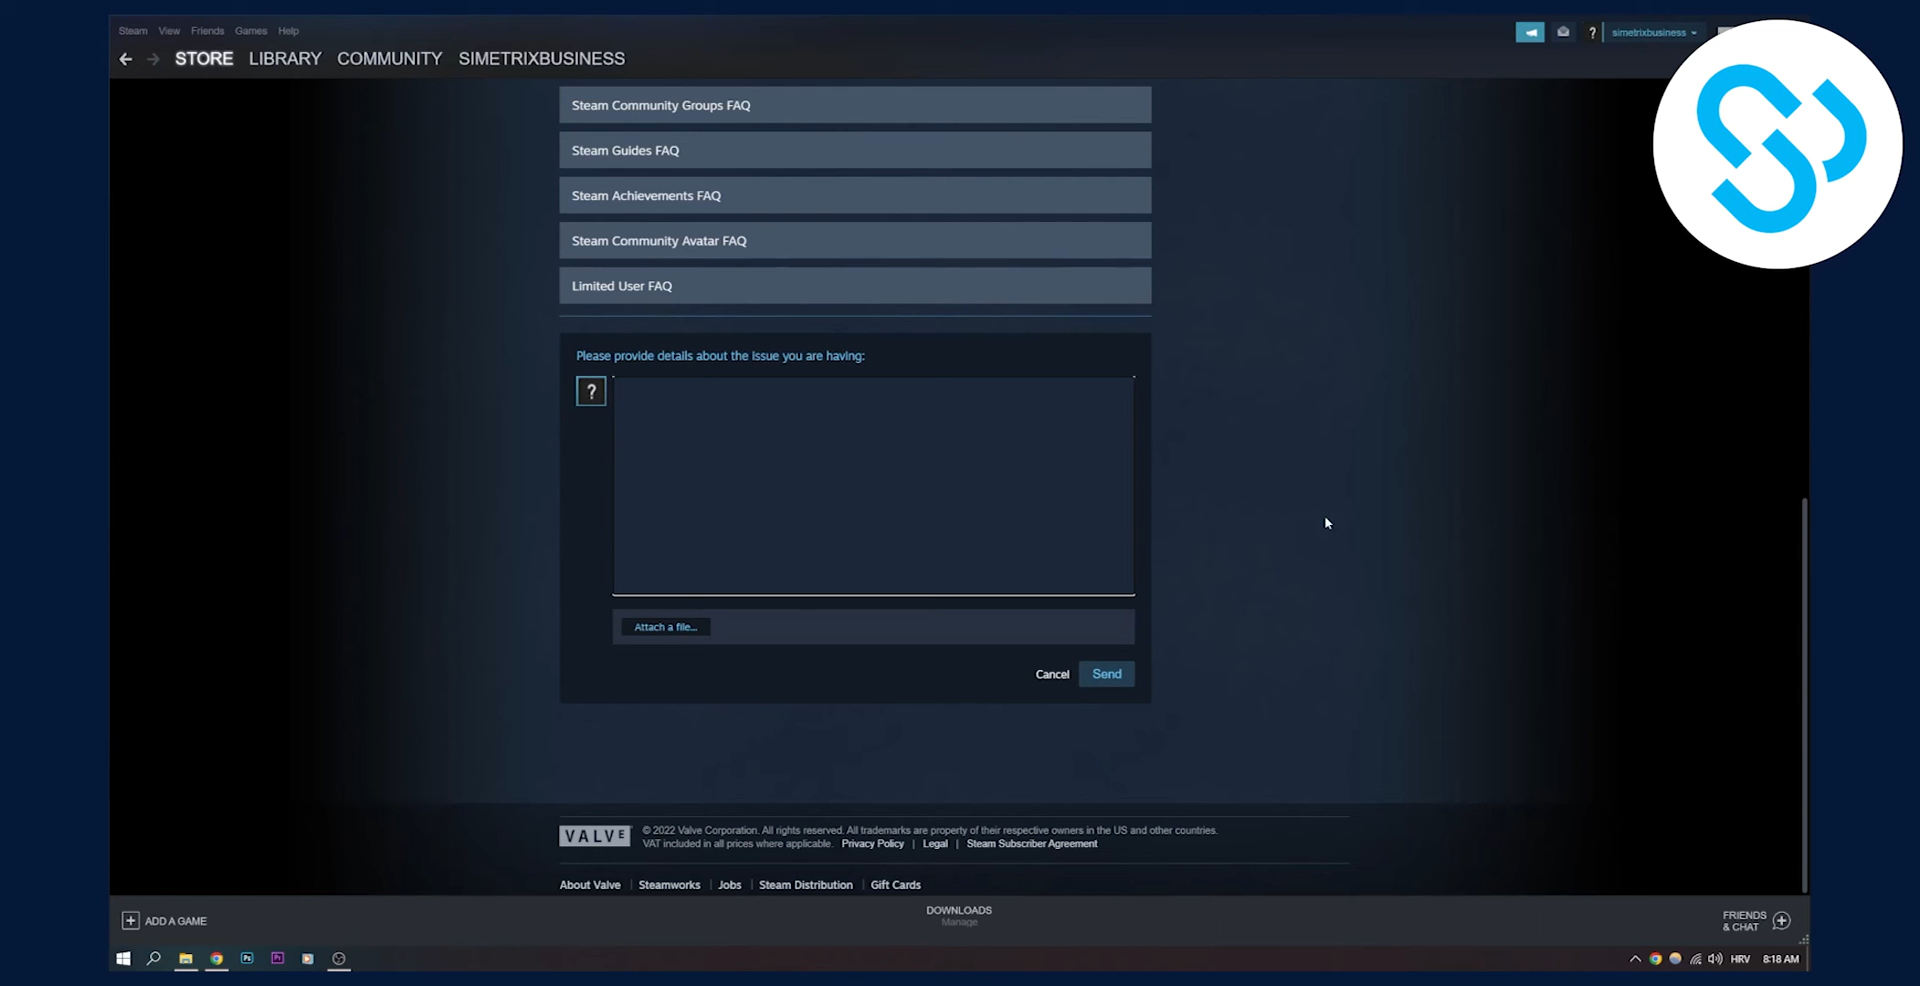 Steam View Friends Games Help
? simetrixbusiness
STORE LIBRARY COMMUNITY SIMETRIXBUSINESS
Steam Community Groups FAQ
Steam Guides FAQ
Steam Achievements FAQ
Steam Community Avatar FAQ
Limited User FAQ
Please provide details about the issue you are having:
?
Attach a file...
Cancel Send
VALVE © 2022 Valve Corporation. All rights reserved. All trademarks are property of their respective owners in the US and other countries.
VAT included in all prices where applicable. Privacy Policy | Legal | Steam Subscriber Agreement
About Valve | Steamworks | Jobs | Steam Distribution | Gift Cards
+ ADD A GAME
DOWNLOADS
Manage
FRIENDS
& CHAT +
Ps Pr HRV 8:18 AM